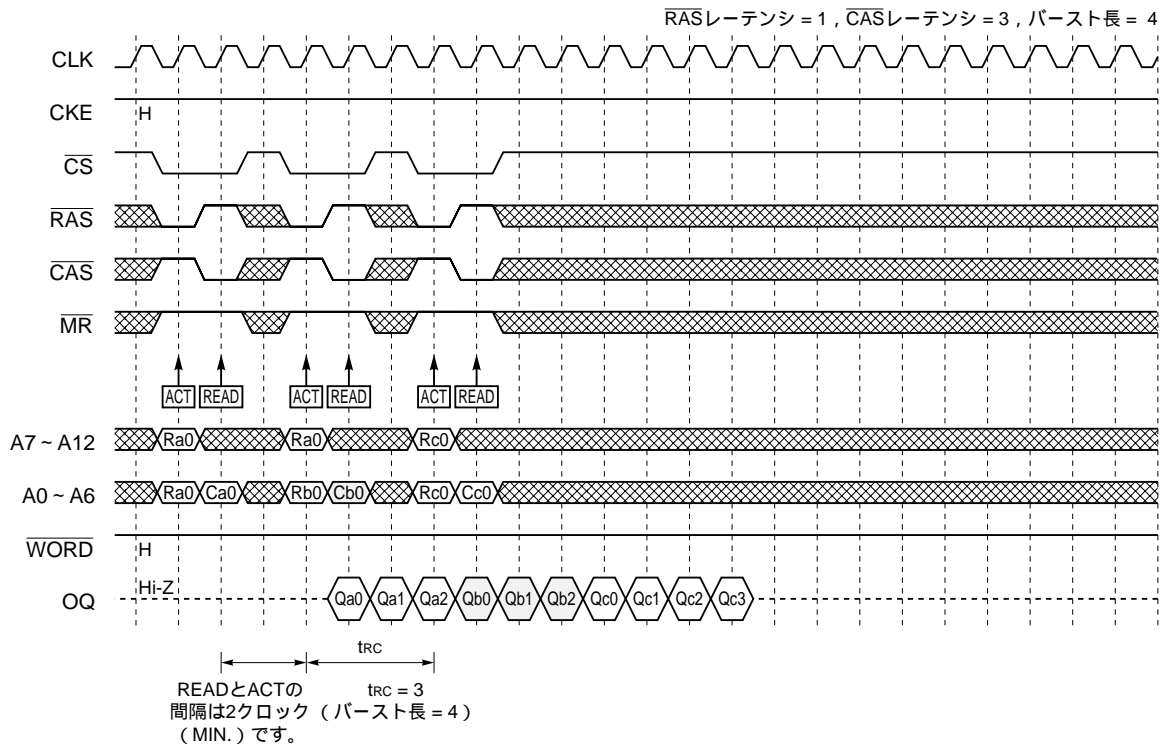 RASレーテンシ = 1 , CASレーテンシ = 3 , バースト長 = 4
CLK
CKE
H
CS
RAS
CAS
MR
ACT READ ACT READ ACT READ
A7 ~ A12
Ra0 Ra0 Rc0
A0 ~ A6
Ra0 Ca0 Rb0 Cb0 Rc0 Cc0
WORD
H
Hi-Z
OQ
Qa0 Qa1 Qa2 Qb0 Qb1 Qb2 Qc0 Qc1 Qc2 Qc3
tRC
READとACTの
間隔は2クロック
( MIN. ) です。
tRC = 3
( バースト長 = 4 )